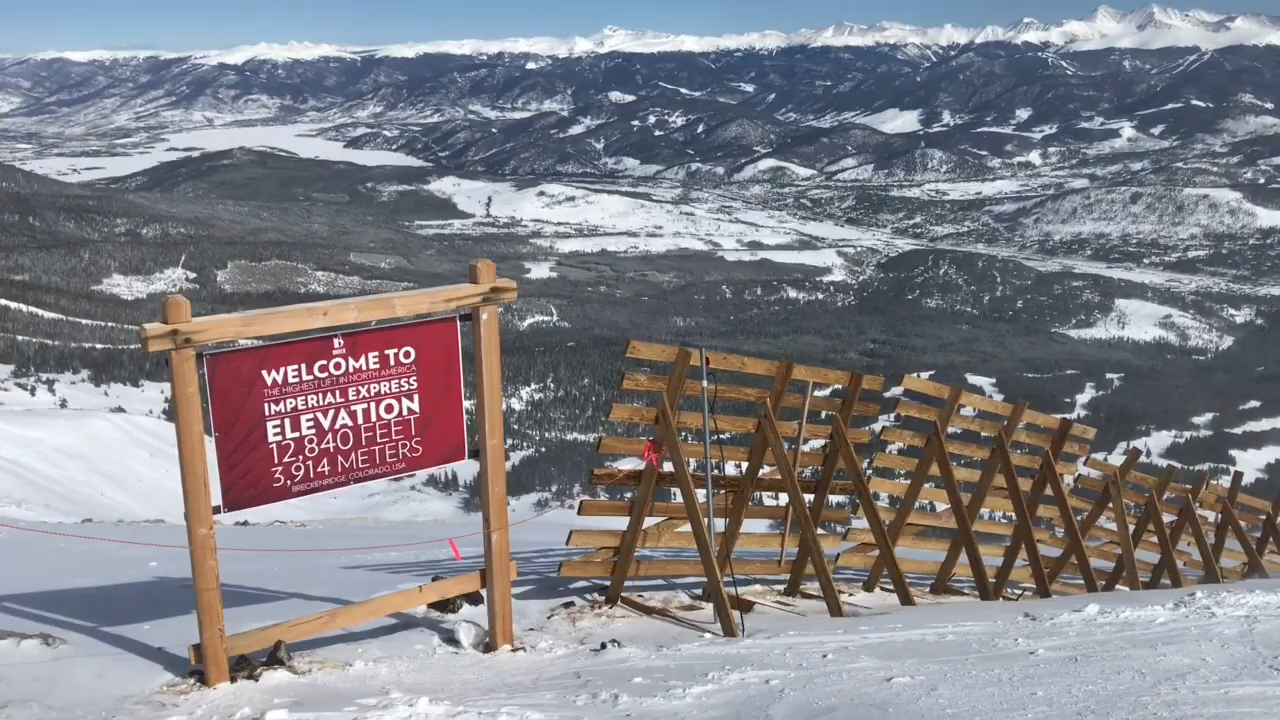 BRECK
WELCOME TO
THE HIGHEST LIFT IN NORTH AMERICA
IMPERIAL EXPRESS
ELEVATION
12,840 FEET
3,914 METERS
BRECKENRIDGE, COLORADO, USA